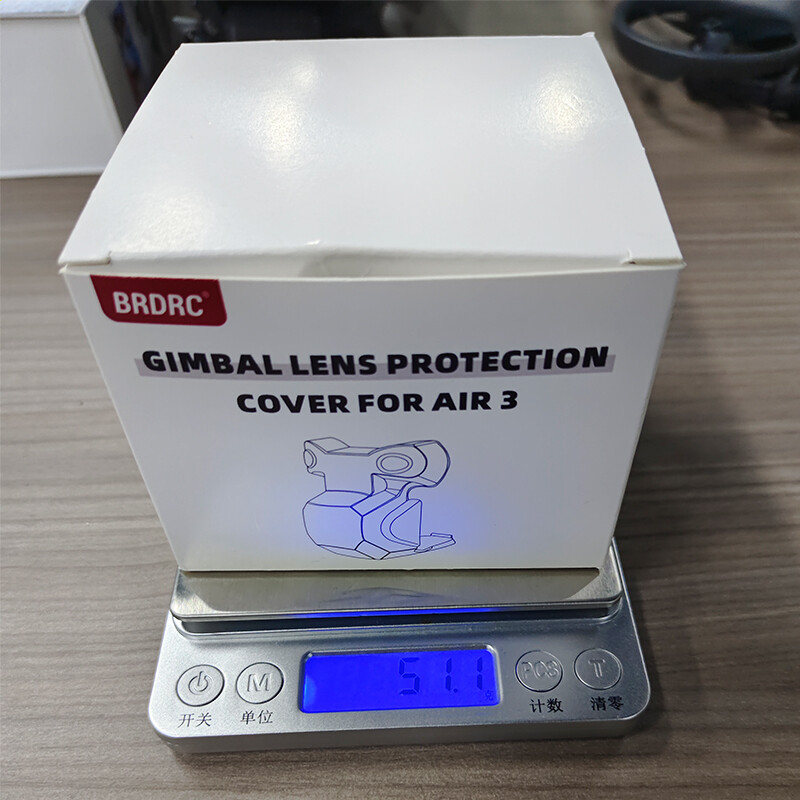 BRDRC®
GIMBAL LENS PROTECTION
COVER FOR AIR 3
51.1
M
PCS
T
开关
单位
计数
清零